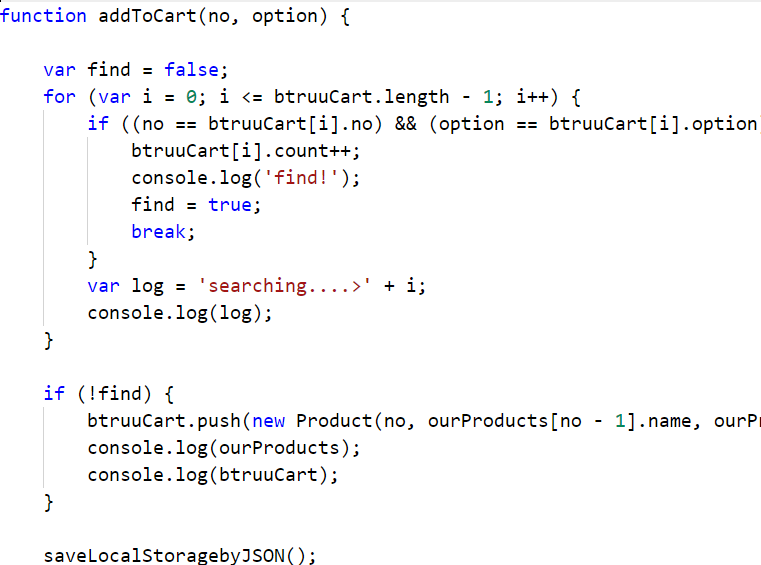 function addToCart(no, option) {
var find = false;
for (var i = 0; i <= btruuCart.length - 1; i++) {
if ((no == btruuCart[i].no) && (option == btruuCart[i].option)
btruuCart[i].count++;
console.log('find!');
find = true;
break;
}
var log = 'searching....>' + i;
console.log(log);
}
if (!find) {
btruuCart.push(new Product(no, ourProducts[no - 1].name,
console.log(ourProducts);
console.log(btruuCart);
}
saveLocalStoragebyJSON();